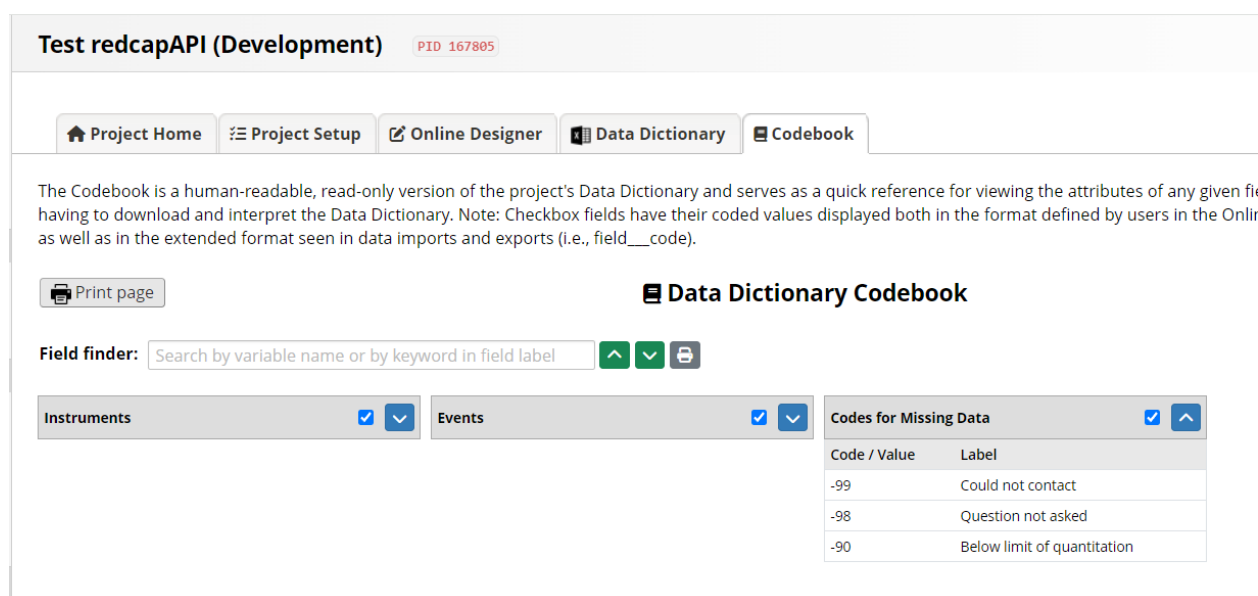 Test redcapAPI (Development) PID 167805
Project Home Project Setup Online Designer Data Dictionary Codebook
The Codebook is a human-readable, read-only version of the project's Data Dictionary and serves as a quick reference for viewing the attributes of any given
having to download and interpret the Data Dictionary. Note: Checkbox fields have their coded values displayed both in the format defined by users in the
as well as in the extended format seen in data imports and exports (i.e., field___code).
Print page Data Dictionary Codebook
Field finder: Search by variable name or by keyword in field label
Instruments Events Codes for Missing Data
Code / Value Label
-99 Could not contact
-98 Question not asked
-90 Below limit of quantitation